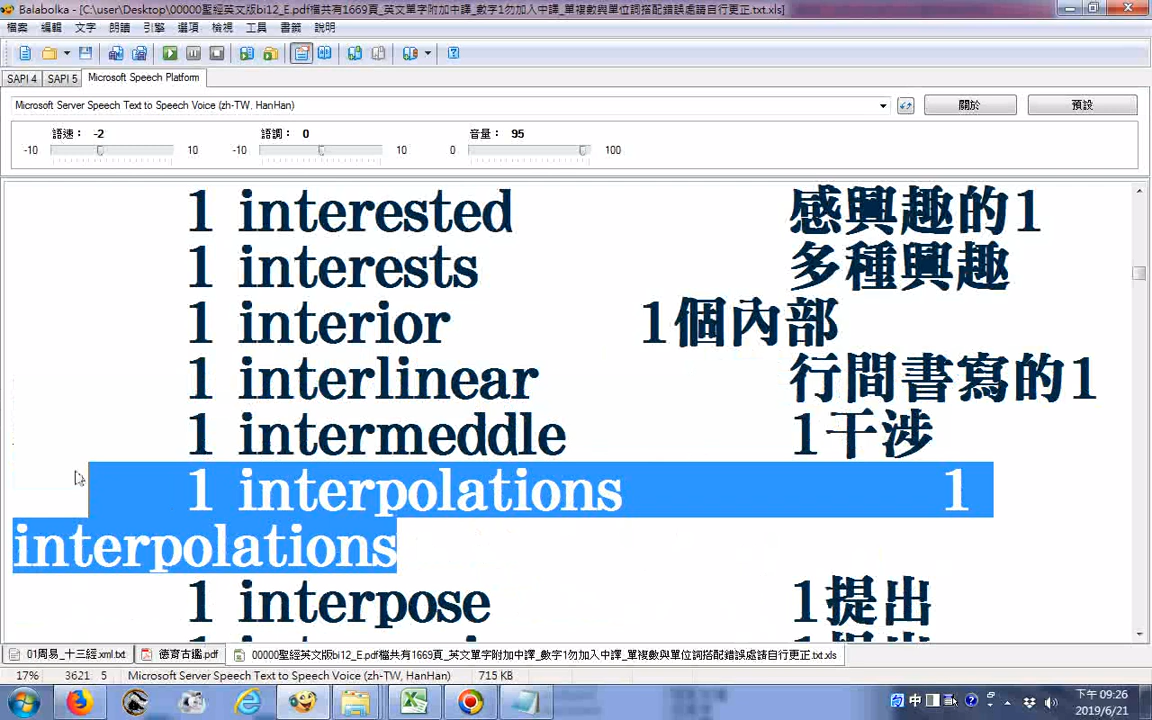 Balabolka - [C:\user\Desktop\00000聖經英文版bi12_E.pdf檔共有1669頁_英文單字附加中譯_數字1勿加入中譯_單複數與單位詞搭配錯誤處請自行更正.txt.xls]
檔案 編輯 文字 朗讀 引擎 選項 檢視 工具 書籤 說明
SAPI 4 SAPI 5 Microsoft Speech Platform
Microsoft Server Speech Text to Speech Voice (zh-TW, HanHan) 關於 預設
語速： -2 語調： 0 音量： 95
-10 10 -10 10 0 100
1 interested 感興趣的1
1 interests 多種興趣
1 interior 1個內部
1 interlinear 行間書寫的1
1 intermeddle 1干涉
1 interpolations 1
interpolations
1 interpose 1提出
01周易_十三經.xml.txt 德育古鑑.pdf 00000聖經英文版bi12_E.pdf檔共有1669頁_英文單字附加中譯_數字1勿加入中譯_單複數與單位詞搭配錯誤處請自行更正.txt.xls
17% 3621: 5 Microsoft Server Speech Text to Speech Voice (zh-TW, HanHan) 715 KB
中 下午 09:26
2019/6/21